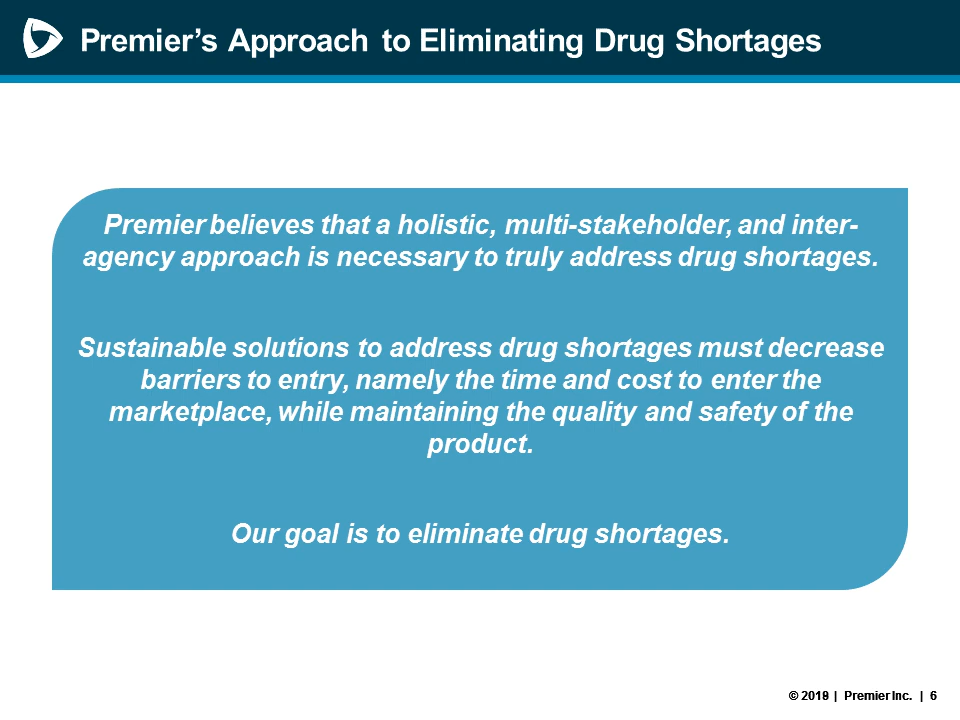 Premier’s Approach to Eliminating Drug Shortages
Premier believes that a holistic, multi-stakeholder, and inter-
agency approach is necessary to truly address drug shortages.
Sustainable solutions to address drug shortages must decrease
barriers to entry, namely the time and cost to enter the
marketplace, while maintaining the quality and safety of the
product.
Our goal is to eliminate drug shortages.
© | Premier Inc. | 6